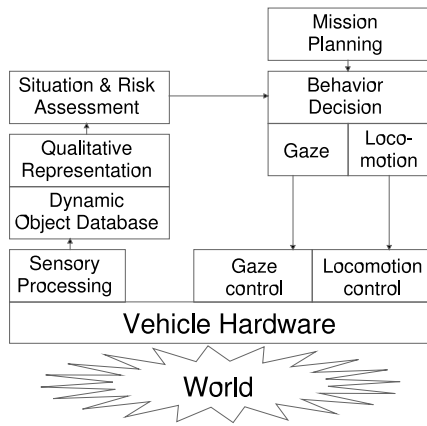 Mission
Planning
Situation & Risk
Assessment
Behavior
Decision
Qualitative
Representation
Gaze
Loco-
motion
Dynamic
Object Database
Sensory
Processing
Gaze
control
Locomotion
control
Vehicle Hardware
World